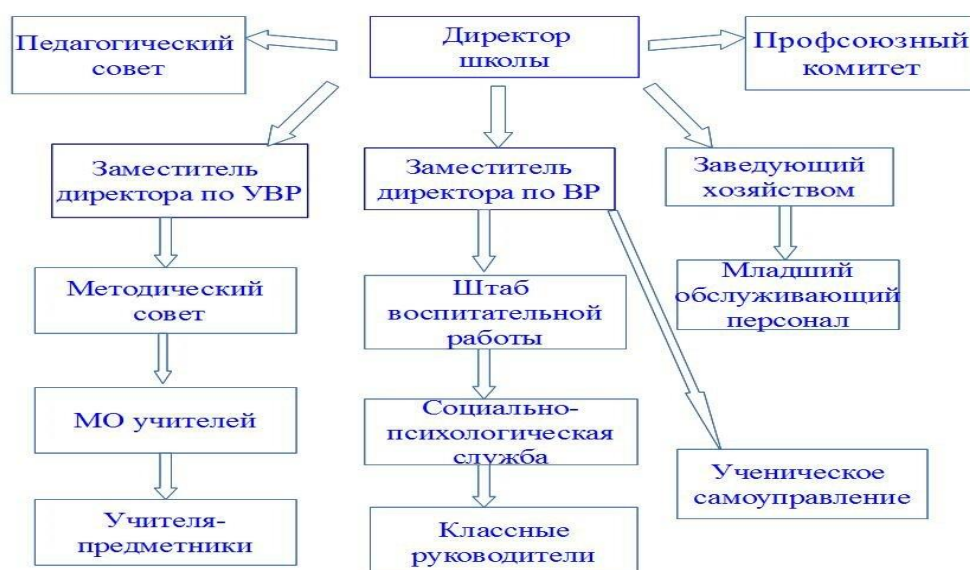 Педагогический
совет
Директор
школы
Профсоюзный
комитет
Заместитель
директора по УВР
Заместитель
директора по ВР
Заведующий
хозяйством
Методический
совет
Штаб
воспитательной
работы
Младший
обслуживающий
персонал
МО учителей
Социально-
психологическая
служба
Ученическое
самоуправление
Учителя-
предметники
Классные
руководители